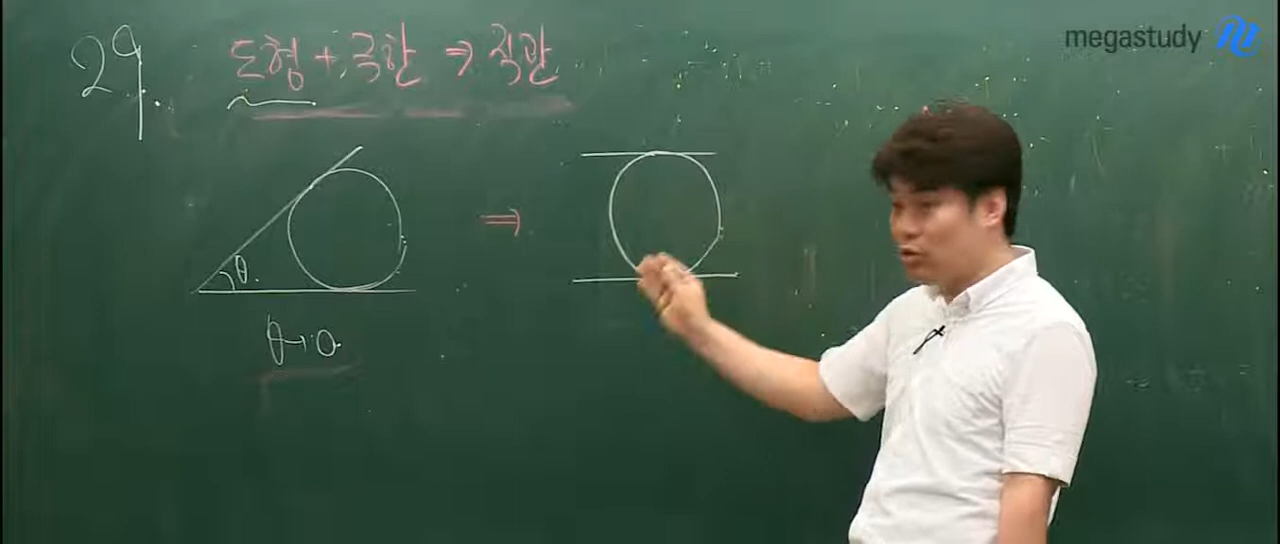 megastudy
29. 도형 + 극한 ⇒ 직관
θ
⇒
θ→0